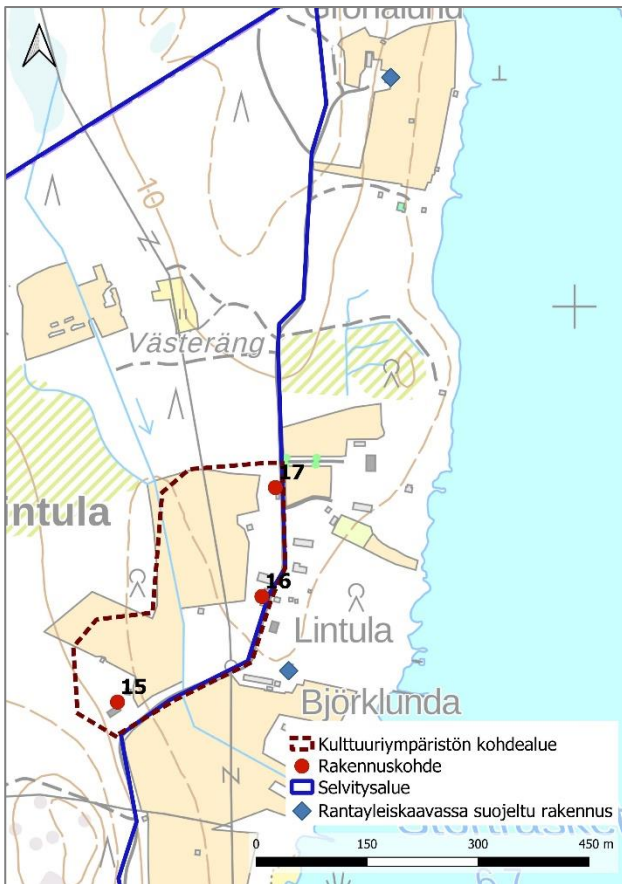 Grönalund
10
Västeräng
17
intula
16
Lintula
15
Björklunda
Kulttuuriympäristön kohdealue
Rakennuskohde
Selvitysalue
Rantayleiskaavassa suojeltu rakennus
0 150 300 450 m